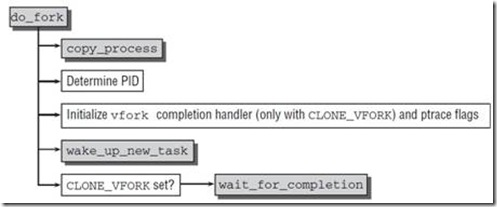 do_fork
copy_process
Determine PID
Initialize vfork completion handler (only with CLONE_VFORK) and ptrace flags
wake_up_new_task
CLONE_VFORK set?
wait_for_completion